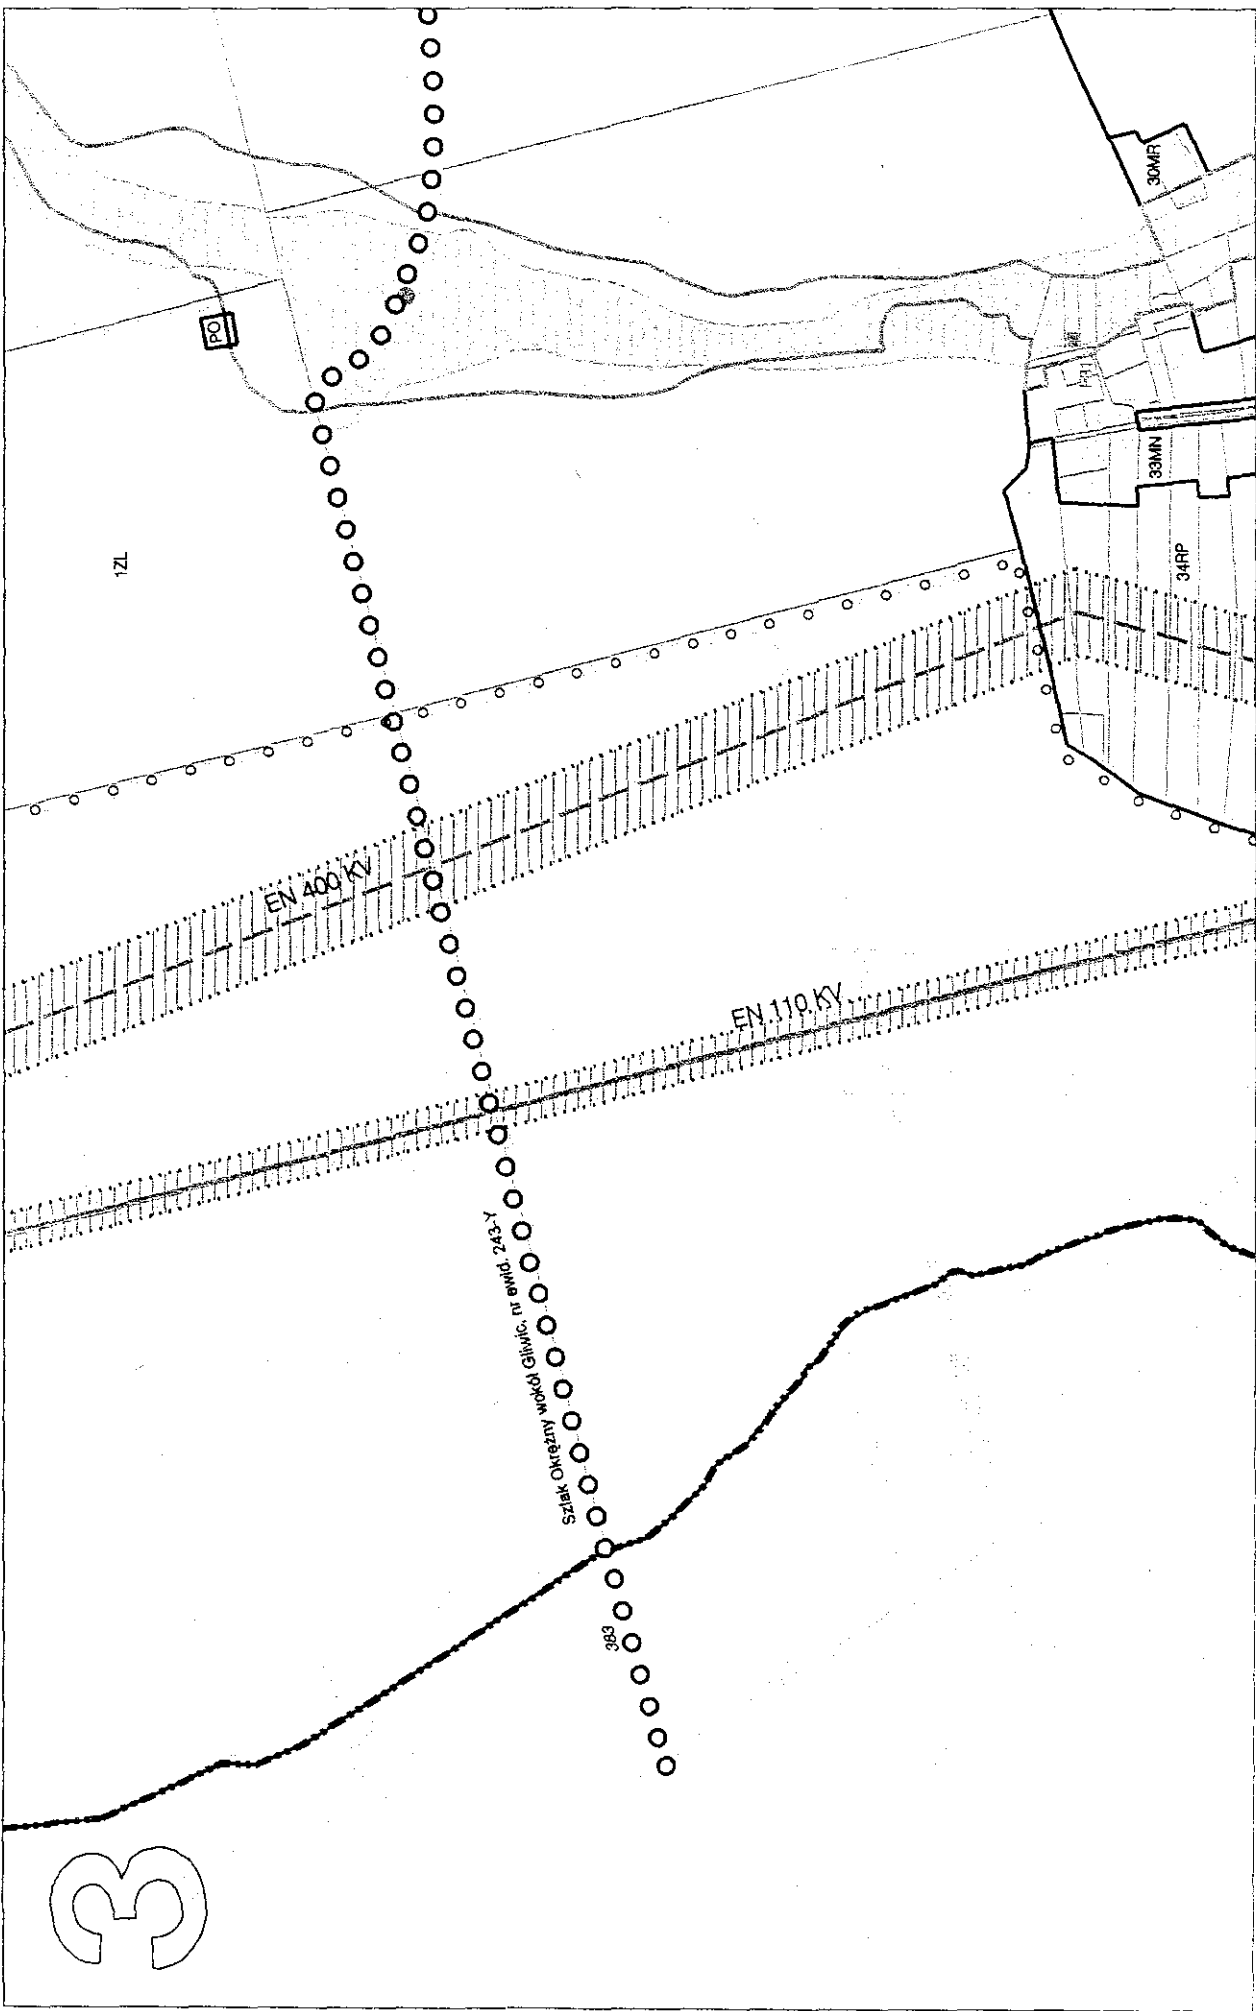 3
Szlak Okrężny wokół Gliwic, nr ewid. 243-Y
383
EN 400 KV
EN 110 KV
1ZL
PO
30MR
33MN
34RP